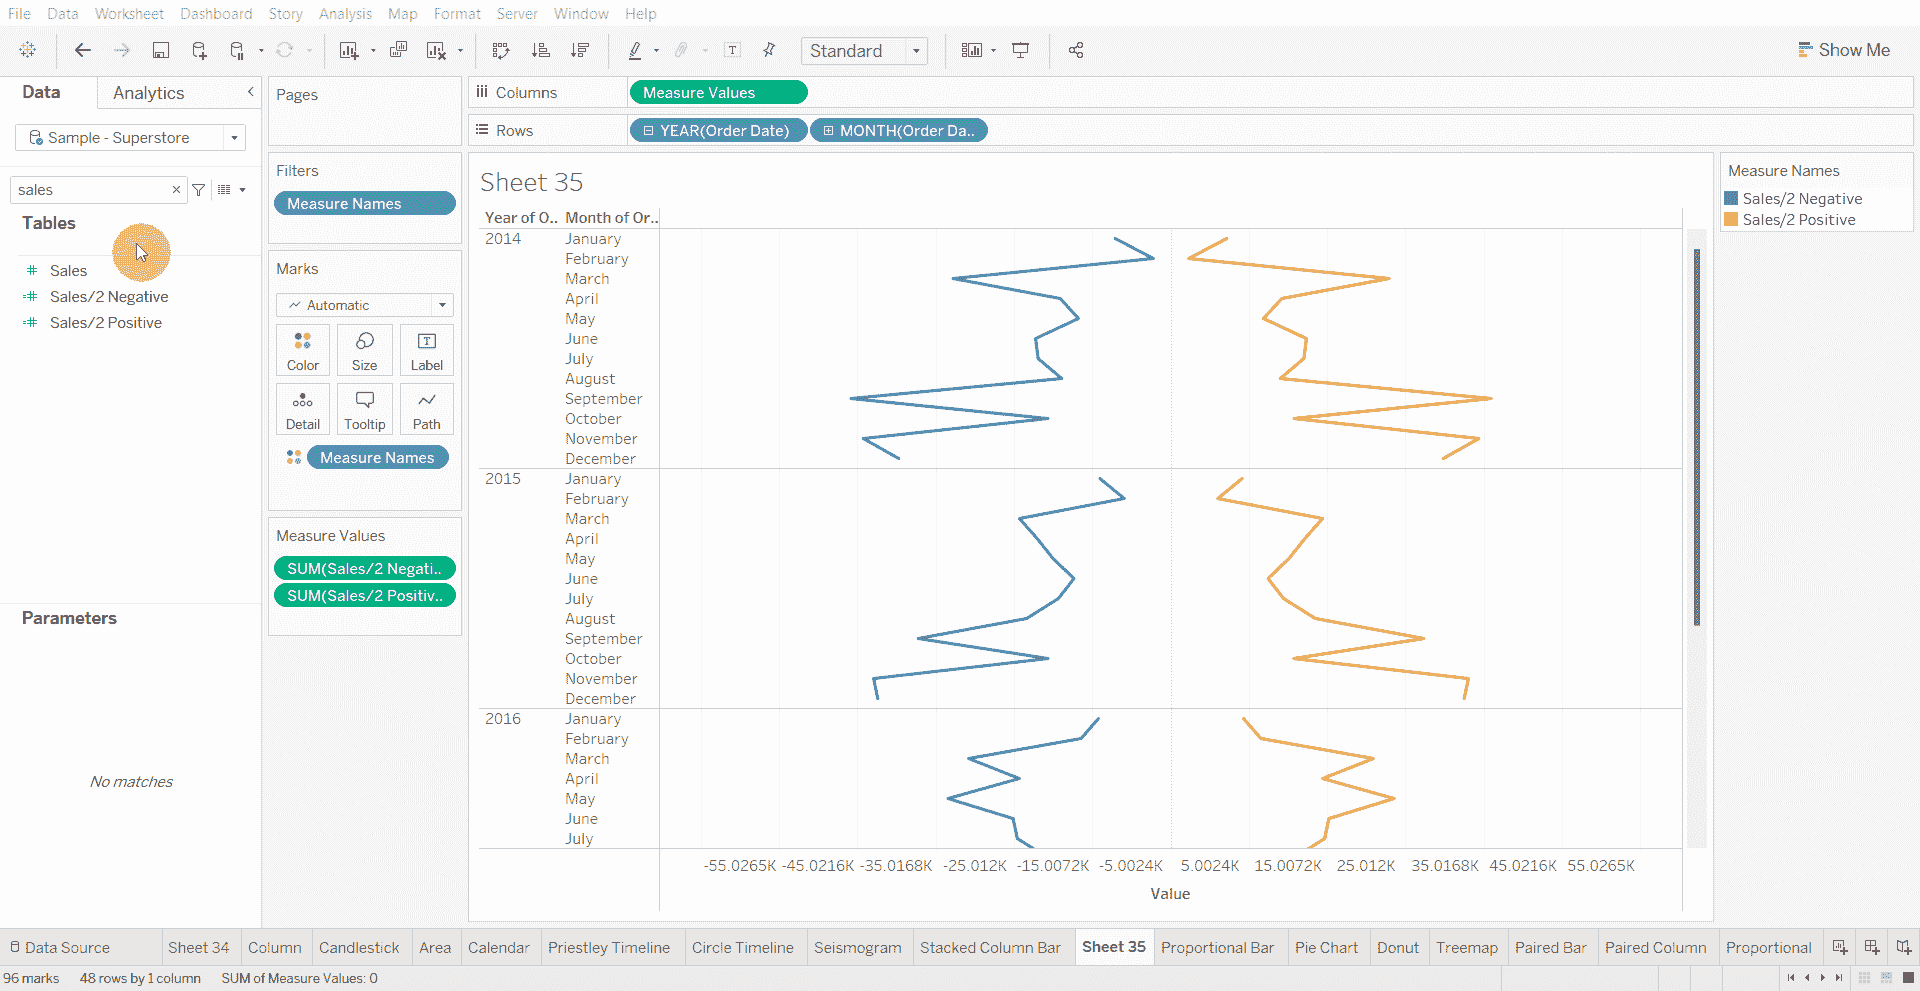 File Data Worksheet Dashboard Story Analysis Map Format Server Window Help
Standard
Show Me
Data
Analytics
Sample - Superstore
sales
Tables
Sales
Sales/2 Negative
Sales/2 Positive
Parameters
No matches
Pages
Filters
Measure Names
Marks
Automatic
Color Size Label
Detail Tooltip Path
Measure Names
Measure Values
SUM(Sales/2 Negati..
SUM(Sales/2 Positiv..
Columns Measure Values
Rows YEAR(Order Date) MONTH(Order Da..
Sheet 35
Year of O.. Month of Or..
2014 January
February
March
April
May
June
July
August
September
October
November
December
2015 January
February
March
April
May
June
July
August
September
October
November
December
2016 January
February
March
April
May
June
July
-55.0265K -45.0216K -35.0168K -25.012K -15.0072K -5.0024K 5.0024K 15.0072K 25.012K 35.0168K 45.0216K 55.0265K
Value
Measure Names
Sales/2 Negative
Sales/2 Positive
Data Source Sheet 34 Column Candlestick Area Calendar Priestley Timeline Circle Timeline Seismogram Stacked Column Bar Sheet 35 Proportional Bar Pie Chart Donut Treemap Paired Bar Paired Column Proportional
96 marks 48 rows by 1 column SUM of Measure Values: 0